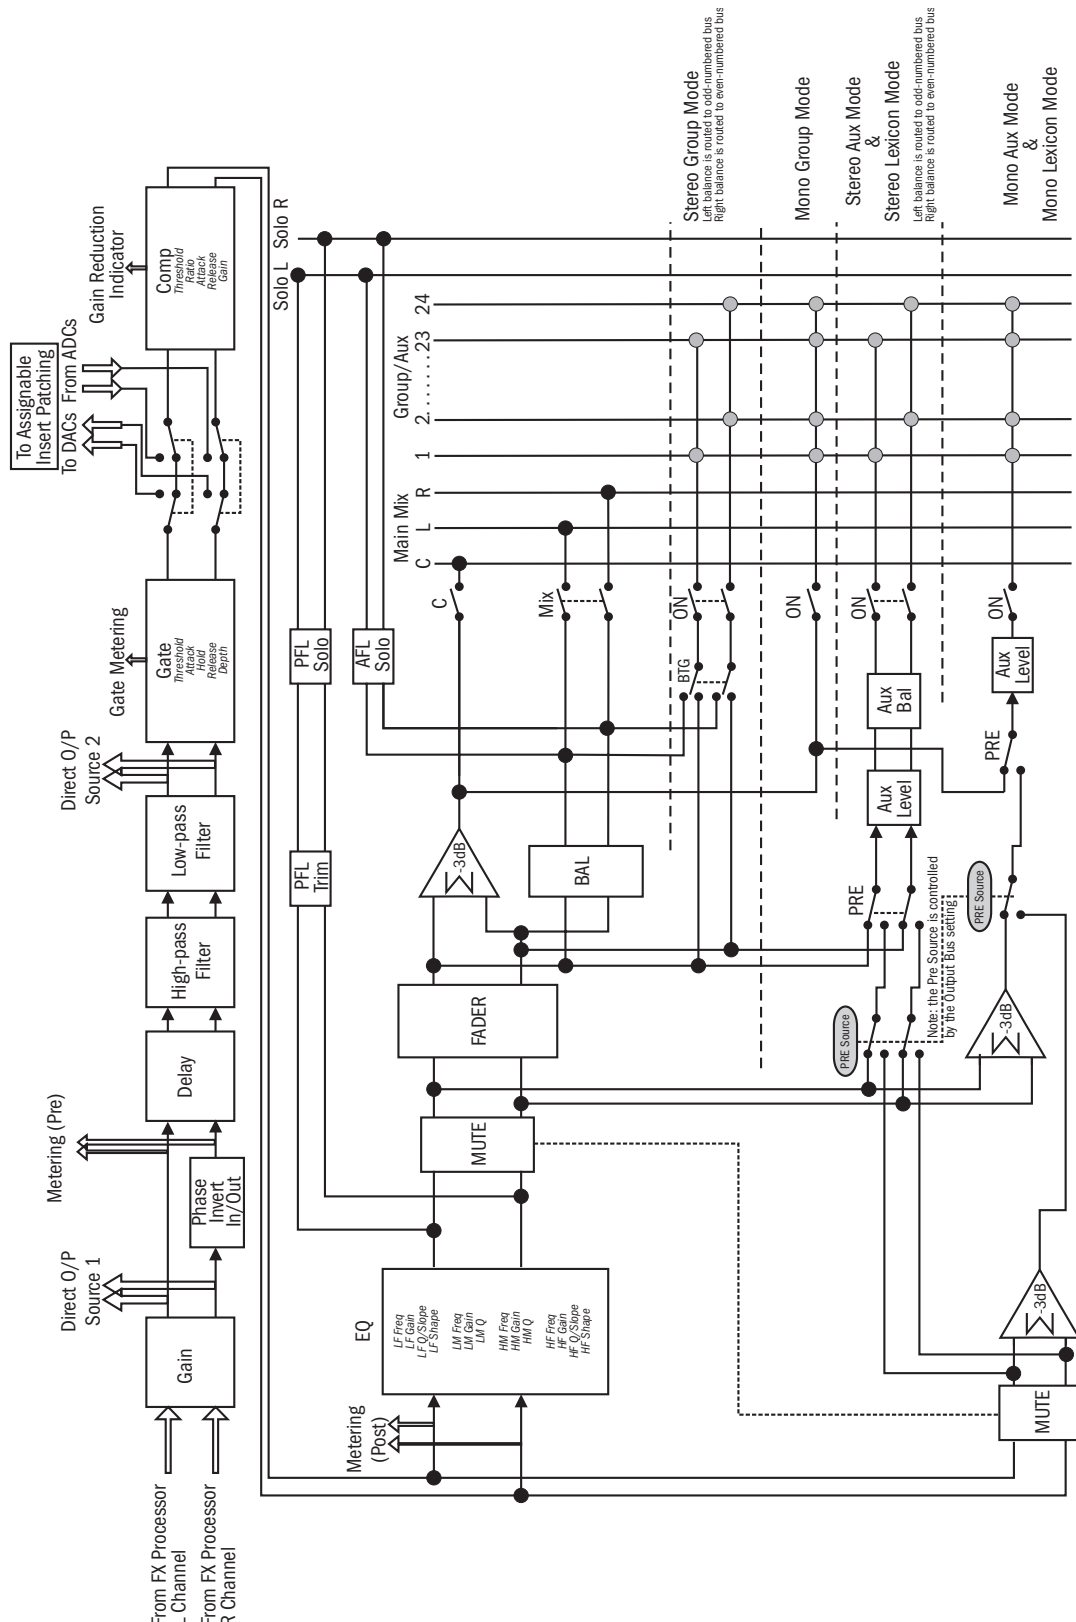 From FX Processor
L Channel
From FX Processor
R Channel
Gain
Direct O/P
Source 1
Phase
Invert
In/Out
Metering (Pre)
Delay
High-pass
Filter
Low-pass
Filter
Direct O/P
Source 2
Gate Metering
Gate
Threshold
Attack
Hold
Release
Depth
To Assignable
Insert Patching
To DACs
From ADCs
Gain Reduction
Indicator
Comp
Threshold
Ratio
Attack
Release
Gain
Metering
(Post)
EQ
LF Freq
LF Gain
LF Q/Slope
LF Shape
LM Freq
LM Gain
LM Q
HM Freq
HM Gain
HM Q
HF Freq
HF Gain
HF Q/Slope
HF Shape
MUTE
FADER
PFL
Trim
PFL
Solo
AFL
Solo
Solo L
Solo R
-3dB
BAL
C
Mix
Main Mix
C
L
R
Group/Aux
1
2........23
24
BTG
ON
Stereo Group Mode
Left balance is routed to odd-numbered bus
Right balance is routed to even-numbered bus
ON
Mono Group Mode
PRE Source
PRE
Aux
Level
Aux
Bal
ON
Stereo Aux Mode
&
Stereo Lexicon Mode
Left balance is routed to odd-numbered bus
Right balance is routed to even-numbered bus
Note: the Pre Source is controlled
by the Output Bus setting
MUTE
-3dB
-3dB
PRE Source
PRE
Aux
Level
ON
Mono Aux Mode
&
Mono Lexicon Mode